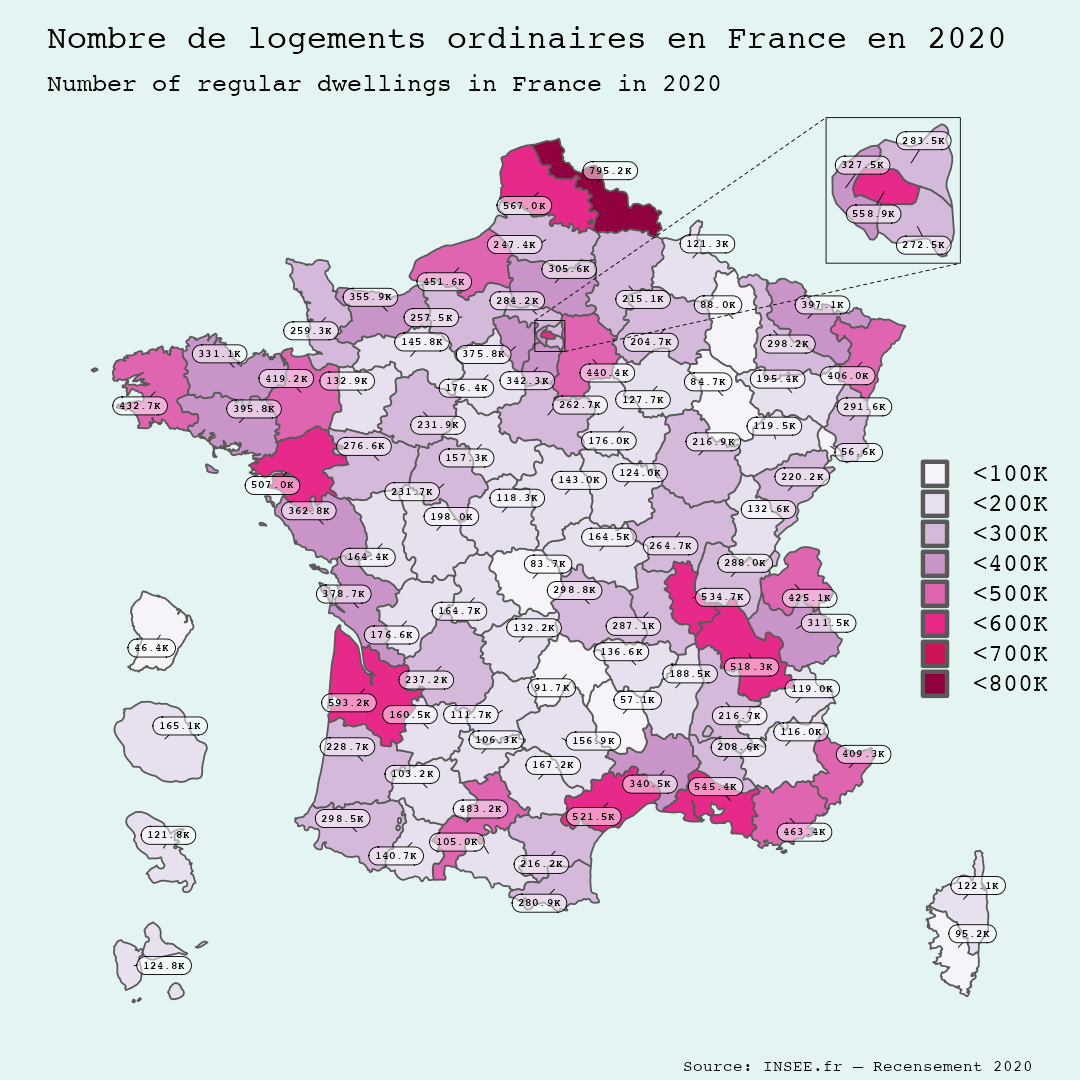 Nombre de logements ordinaires en France en 2020
Number of regular dwellings in France in 2020
283.5K
327.5K
558.9K
272.5K
795.2K
567.0K
247.4K
121.3K
305.6K
451.6K
355.9K
284.2K
215.1K
88.0K
397.1K
257.5K
259.3K
145.8K
204.7K
298.2K
331.1K
375.8K
419.2K
132.9K
176.4K
342.3K
440.4K
84.7K
195.4K
406.0K
432.7K
395.8K
262.7K
127.7K
291.6K
231.9K
119.5K
276.6K
176.0K
216.9K
56.6K
157.3K
507.0K
231.7K
118.3K
143.0K
124.0K
220.2K
362.8K
198.0K
132.6K
164.4K
164.5K
264.7K
83.7K
288.0K
378.7K
298.8K
534.7K
425.1K
164.7K
176.6K
132.2K
287.1K
311.5K
46.4K
136.6K
518.3K
237.2K
91.7K
188.5K
119.0K
593.2K
160.5K
111.7K
57.1K
216.7K
165.1K
228.7K
106.3K
156.9K
208.6K
116.0K
409.3K
103.2K
167.2K
340.5K
545.4K
298.5K
483.2K
521.5K
463.4K
121.8K
140.7K
105.0K
216.2K
280.9K
122.1K
95.2K
124.8K
<100K
<200K
<300K
<400K
<500K
<600K
<700K
<800K
Source: INSEE.fr — Recensement 2020